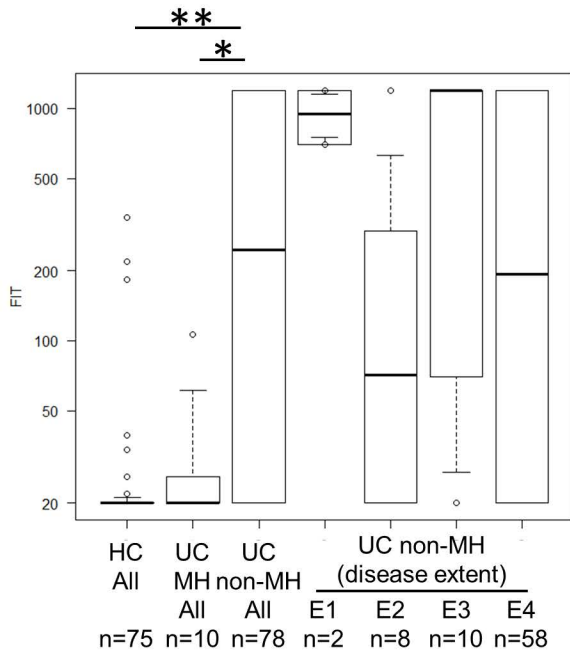 **
*
1000
500
200
100
50
20
FIT
HC
All
n=75
UC
MH
All
n=10
UC
non-MH
All
n=78
UC non-MH
(disease extent)
E1 E2 E3 E4
n=2 n=8 n=10 n=58